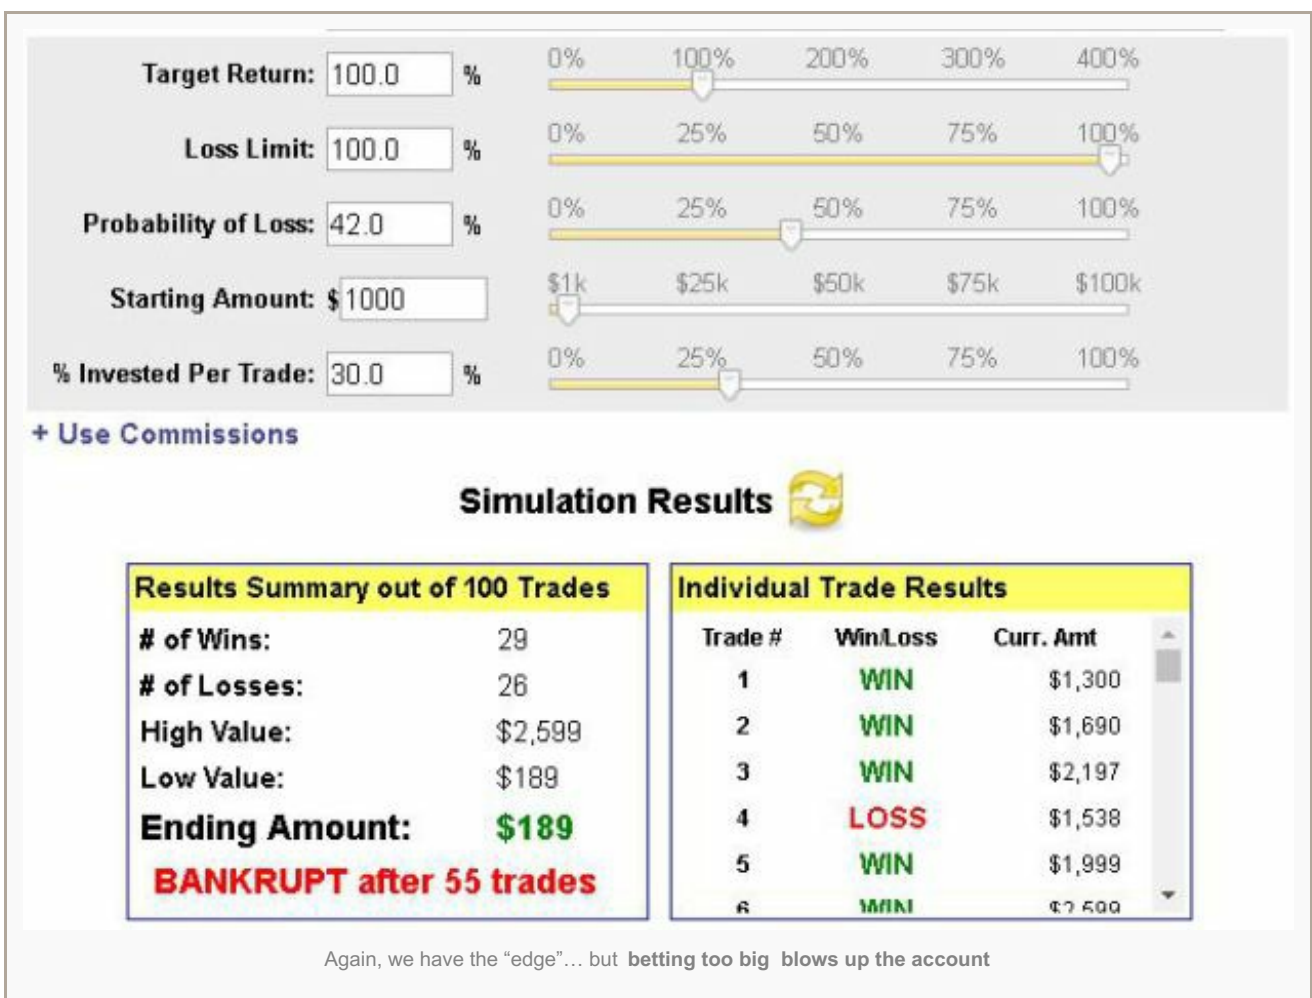 Target Return: 100.0 % 0% 100% 200% 300% 400%
Loss Limit: 100.0 % 0% 25% 50% 75% 100%
Probability of Loss: 42.0 % 0% 25% 50% 75% 100%
Starting Amount: $ 1000 $1k $25k $50k $75k $100k
% Invested Per Trade: 30.0 % 0% 25% 50% 75% 100%
+ Use Commissions
Simulation Results
Results Summary out of 100 Trades
# of Wins: 29
# of Losses: 26
High Value: $2,599
Low Value: $189
Ending Amount: $189
BANKRUPT after 55 trades
Individual Trade Results
Trade # Win/Loss Curr. Amt
1 WIN $1,300
2 WIN $1,690
3 WIN $2,197
4 LOSS $1,538
5 WIN $1,999
6 WIN $2,599
Again, we have the “edge”… but betting too big blows up the account